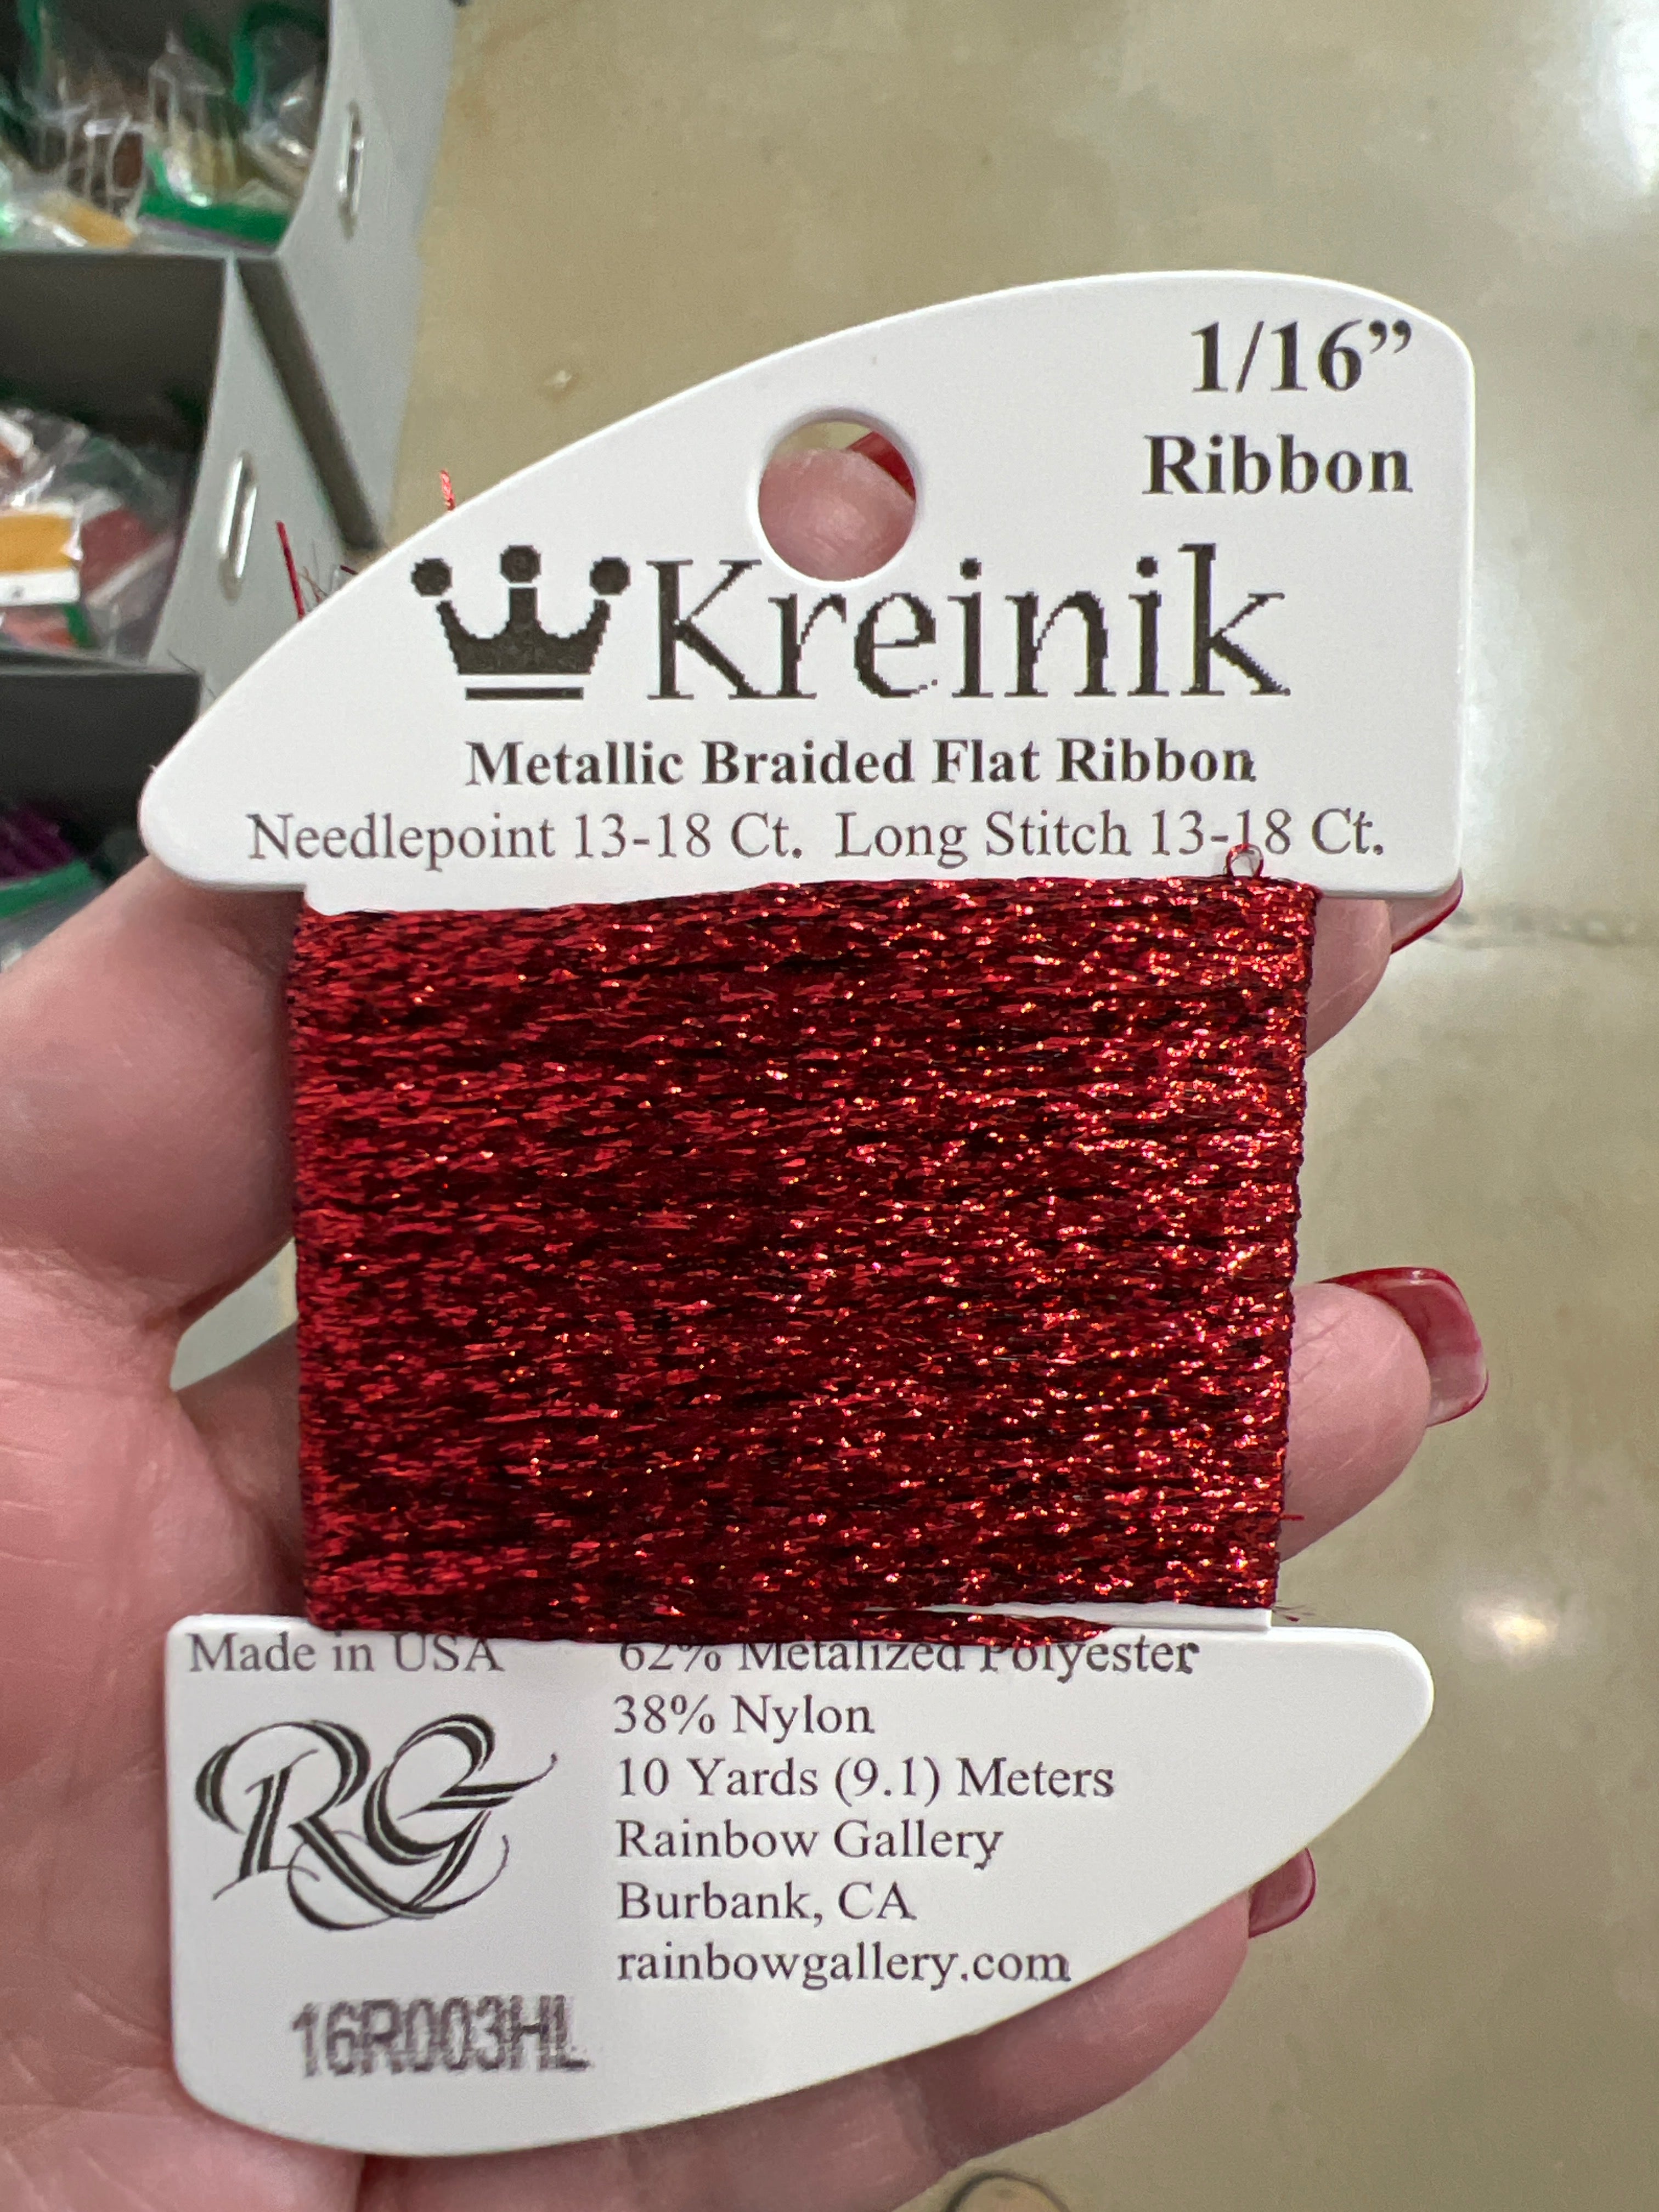 1/16”
Ribbon
Kreinik
Metallic Braided Flat Ribbon
Needlepoint 13-18 Ct. Long Stitch 13-18 Ct.
Made in USA
62% Metalized Polyester
38% Nylon
10 Yards (9.1) Meters
RG
Rainbow Gallery
Burbank, CA
rainbowgallery.com
16R003HL